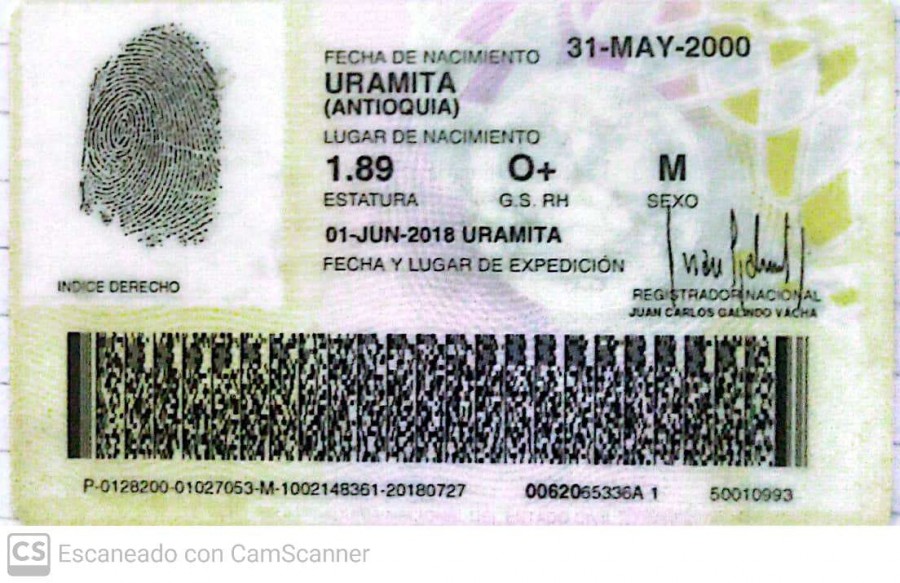 FECHA DE NACIMIENTO 31-MAY-2000
URAMITA
(ANTIOQUIA)
LUGAR DE NACIMIENTO
1.89 O+ M
ESTATURA G.S. RH SEXO
01-JUN-2018 URAMITA
FECHA Y LUGAR DE EXPEDICIÓN
INDICE DERECHO
REGISTRADOR NACIONAL
JUAN CARLOS GALINDO VACHA
P-0128200-01027053-M-1002148361-20180727 0062065336A 1 50010993
CS Escaneado con CamScanner